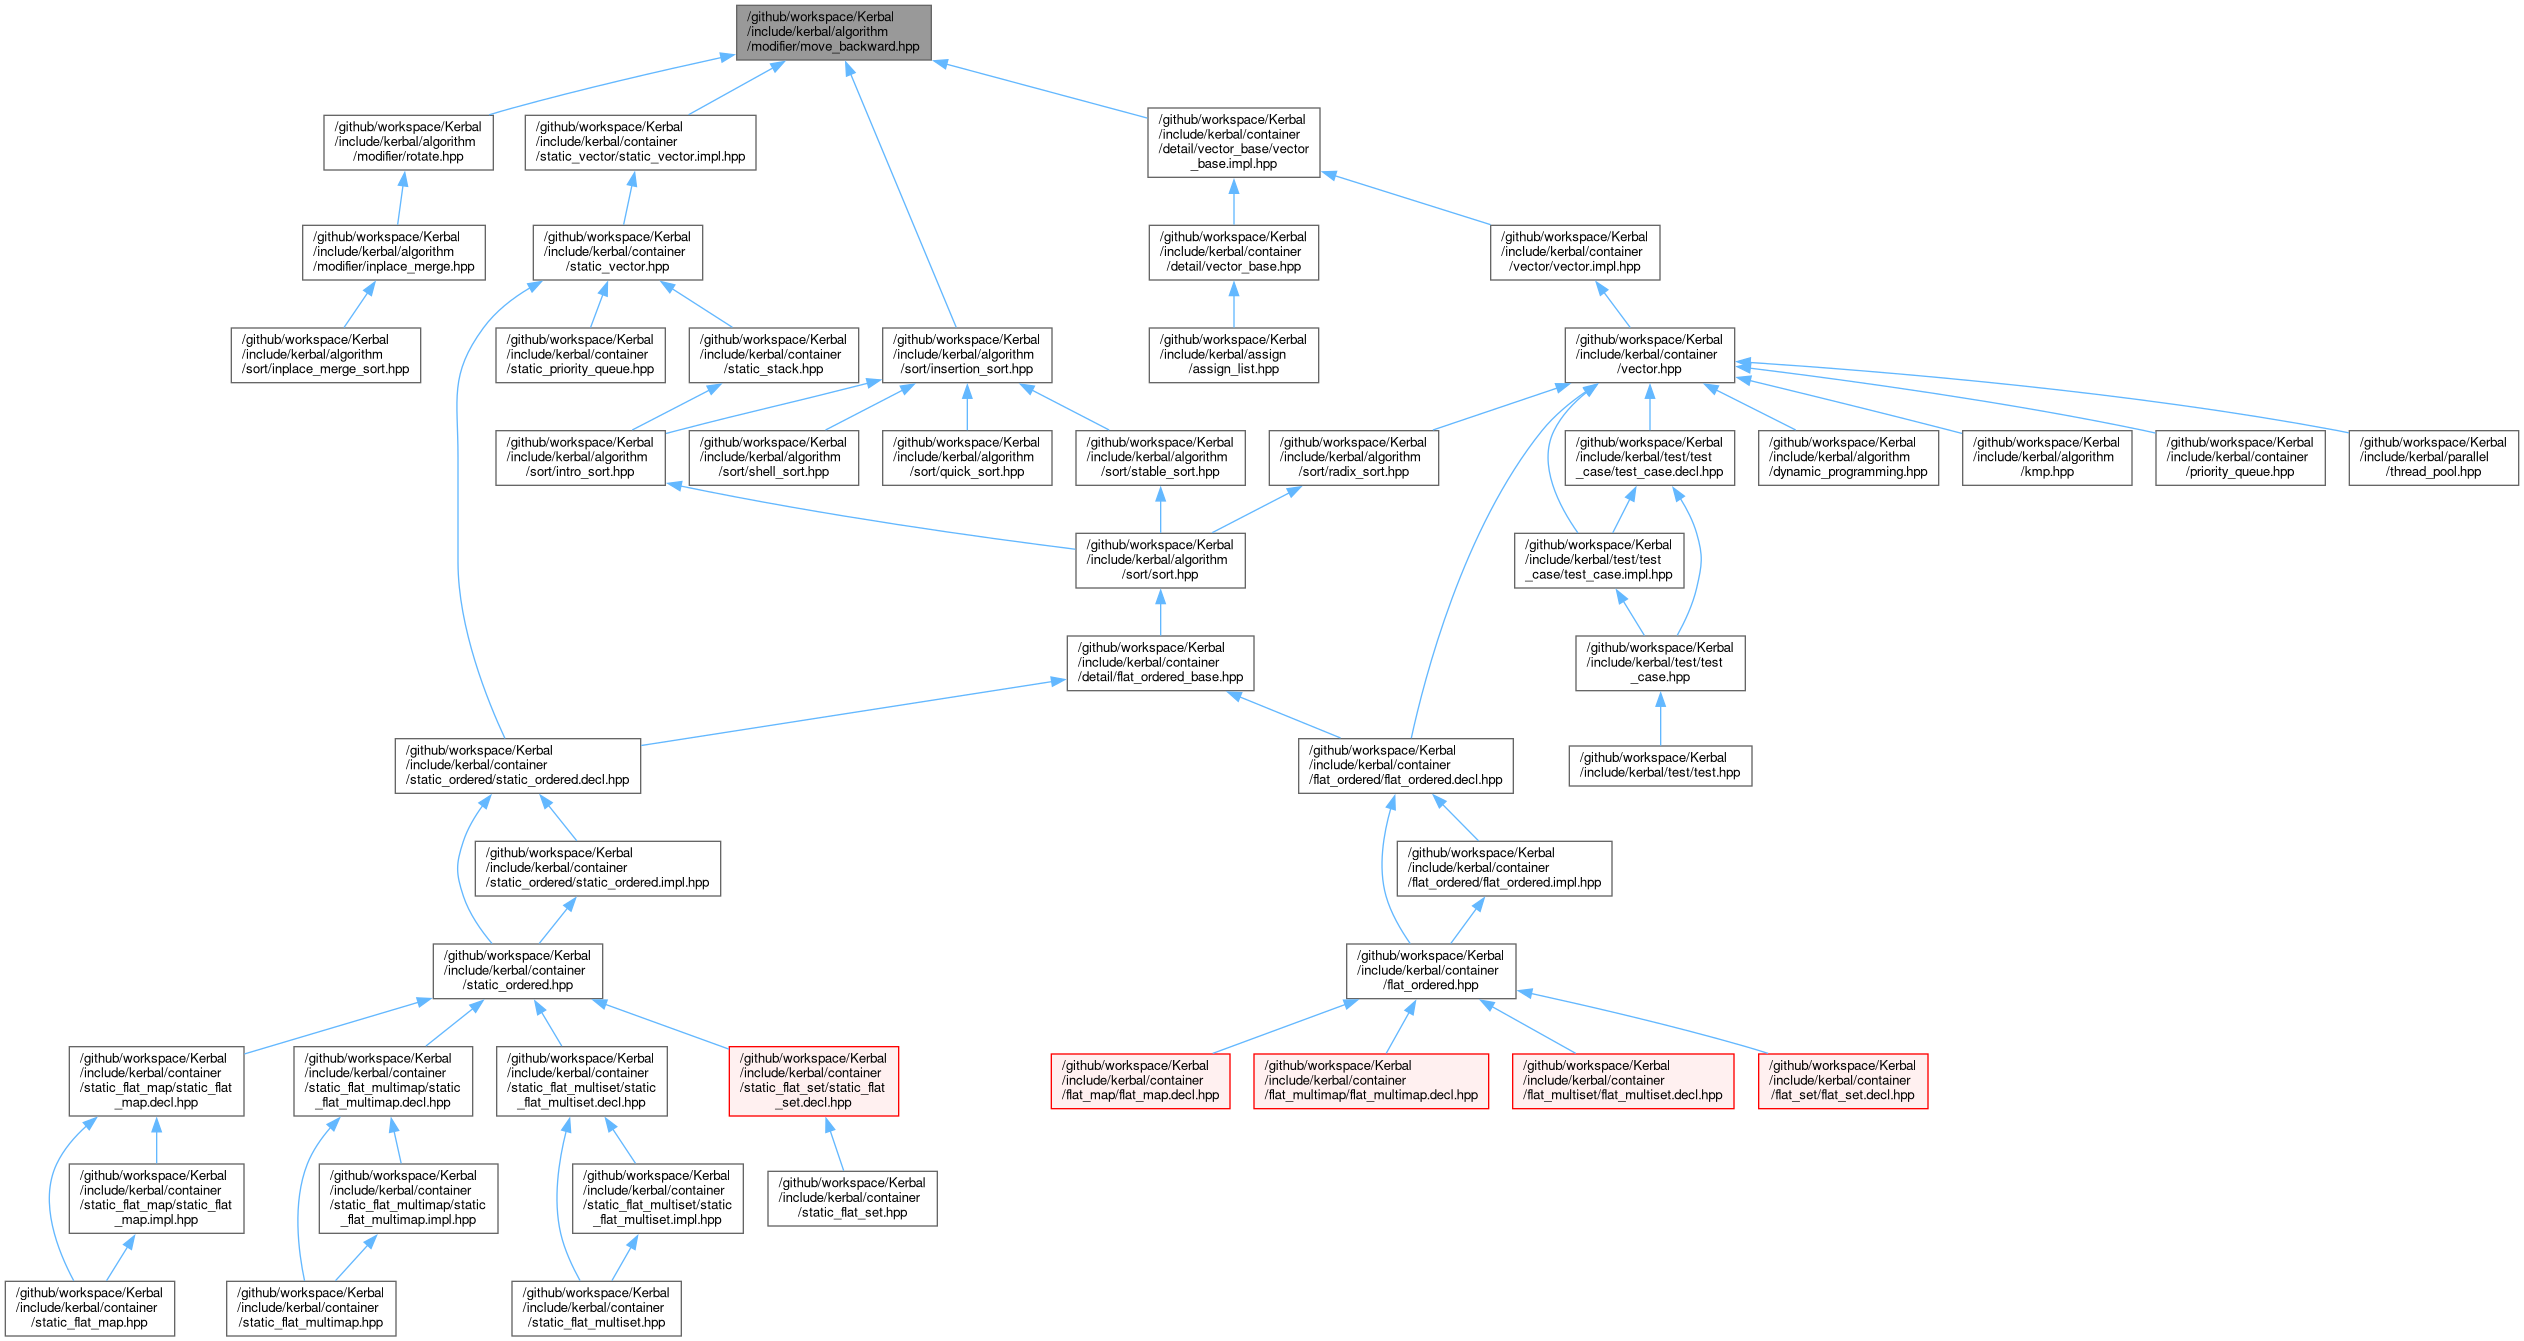 /github/workspace/Kerbal
/include/kerbal/algorithm
/modifier/move_backward.hpp
/github/workspace/Kerbal
/include/kerbal/algorithm
/modifier/rotate.hpp
/github/workspace/Kerbal
/include/kerbal/container
/static_vector/static_vector.impl.hpp
/github/workspace/Kerbal
/include/kerbal/container
/detail/vector_base/vector
_base.impl.hpp
/github/workspace/Kerbal
/include/kerbal/algorithm
/modifier/inplace_merge.hpp
/github/workspace/Kerbal
/include/kerbal/container
/static_vector.hpp
/github/workspace/Kerbal
/include/kerbal/container
/detail/vector_base.hpp
/github/workspace/Kerbal
/include/kerbal/container
/vector/vector.impl.hpp
/github/workspace/Kerbal
/include/kerbal/algorithm
/sort/inplace_merge_sort.hpp
/github/workspace/Kerbal
/include/kerbal/container
/static_priority_queue.hpp
/github/workspace/Kerbal
/include/kerbal/container
/static_stack.hpp
/github/workspace/Kerbal
/include/kerbal/algorithm
/sort/insertion_sort.hpp
/github/workspace/Kerbal
/include/kerbal/assign
/assign_list.hpp
/github/workspace/Kerbal
/include/kerbal/container
/vector.hpp
/github/workspace/Kerbal
/include/kerbal/algorithm
/sort/intro_sort.hpp
/github/workspace/Kerbal
/include/kerbal/algorithm
/sort/shell_sort.hpp
/github/workspace/Kerbal
/include/kerbal/algorithm
/sort/quick_sort.hpp
/github/workspace/Kerbal
/include/kerbal/algorithm
/sort/stable_sort.hpp
/github/workspace/Kerbal
/include/kerbal/algorithm
/sort/radix_sort.hpp
/github/workspace/Kerbal
/include/kerbal/test/test
_case/test_case.decl.hpp
/github/workspace/Kerbal
/include/kerbal/algorithm
/dynamic_programming.hpp
/github/workspace/Kerbal
/include/kerbal/algorithm
/kmp.hpp
/github/workspace/Kerbal
/include/kerbal/container
/priority_queue.hpp
/github/workspace/Kerbal
/include/kerbal/parallel
/thread_pool.hpp
/github/workspace/Kerbal
/include/kerbal/algorithm
/sort/sort.hpp
/github/workspace/Kerbal
/include/kerbal/test/test
_case/test_case.impl.hpp
/github/workspace/Kerbal
/include/kerbal/container
/detail/flat_ordered_base.hpp
/github/workspace/Kerbal
/include/kerbal/test/test
_case.hpp
/github/workspace/Kerbal
/include/kerbal/container
/static_ordered/static_ordered.decl.hpp
/github/workspace/Kerbal
/include/kerbal/container
/flat_ordered/flat_ordered.decl.hpp
/github/workspace/Kerbal
/include/kerbal/test/test.hpp
/github/workspace/Kerbal
/include/kerbal/container
/static_ordered/static_ordered.impl.hpp
/github/workspace/Kerbal
/include/kerbal/container
/flat_ordered/flat_ordered.impl.hpp
/github/workspace/Kerbal
/include/kerbal/container
/static_ordered.hpp
/github/workspace/Kerbal
/include/kerbal/container
/flat_ordered.hpp
/github/workspace/Kerbal
/include/kerbal/container
/static_flat_map/static_flat
_map.decl.hpp
/github/workspace/Kerbal
/include/kerbal/container
/static_flat_multimap/static
_flat_multimap.decl.hpp
/github/workspace/Kerbal
/include/kerbal/container
/static_flat_multiset/static
_flat_multiset.decl.hpp
/github/workspace/Kerbal
/include/kerbal/container
/static_flat_set/static_flat
_set.decl.hpp
/github/workspace/Kerbal
/include/kerbal/container
/flat_map/flat_map.decl.hpp
/github/workspace/Kerbal
/include/kerbal/container
/flat_multimap/flat_multimap.decl.hpp
/github/workspace/Kerbal
/include/kerbal/container
/flat_multiset/flat_multiset.decl.hpp
/github/workspace/Kerbal
/include/kerbal/container
/flat_set/flat_set.decl.hpp
/github/workspace/Kerbal
/include/kerbal/container
/static_flat_map/static_flat
_map.impl.hpp
/github/workspace/Kerbal
/include/kerbal/container
/static_flat_multimap/static
_flat_multimap.impl.hpp
/github/workspace/Kerbal
/include/kerbal/container
/static_flat_multiset/static
_flat_multiset.impl.hpp
/github/workspace/Kerbal
/include/kerbal/container
/static_flat_set.hpp
/github/workspace/Kerbal
/include/kerbal/container
/static_flat_map.hpp
/github/workspace/Kerbal
/include/kerbal/container
/static_flat_multimap.hpp
/github/workspace/Kerbal
/include/kerbal/container
/static_flat_multiset.hpp